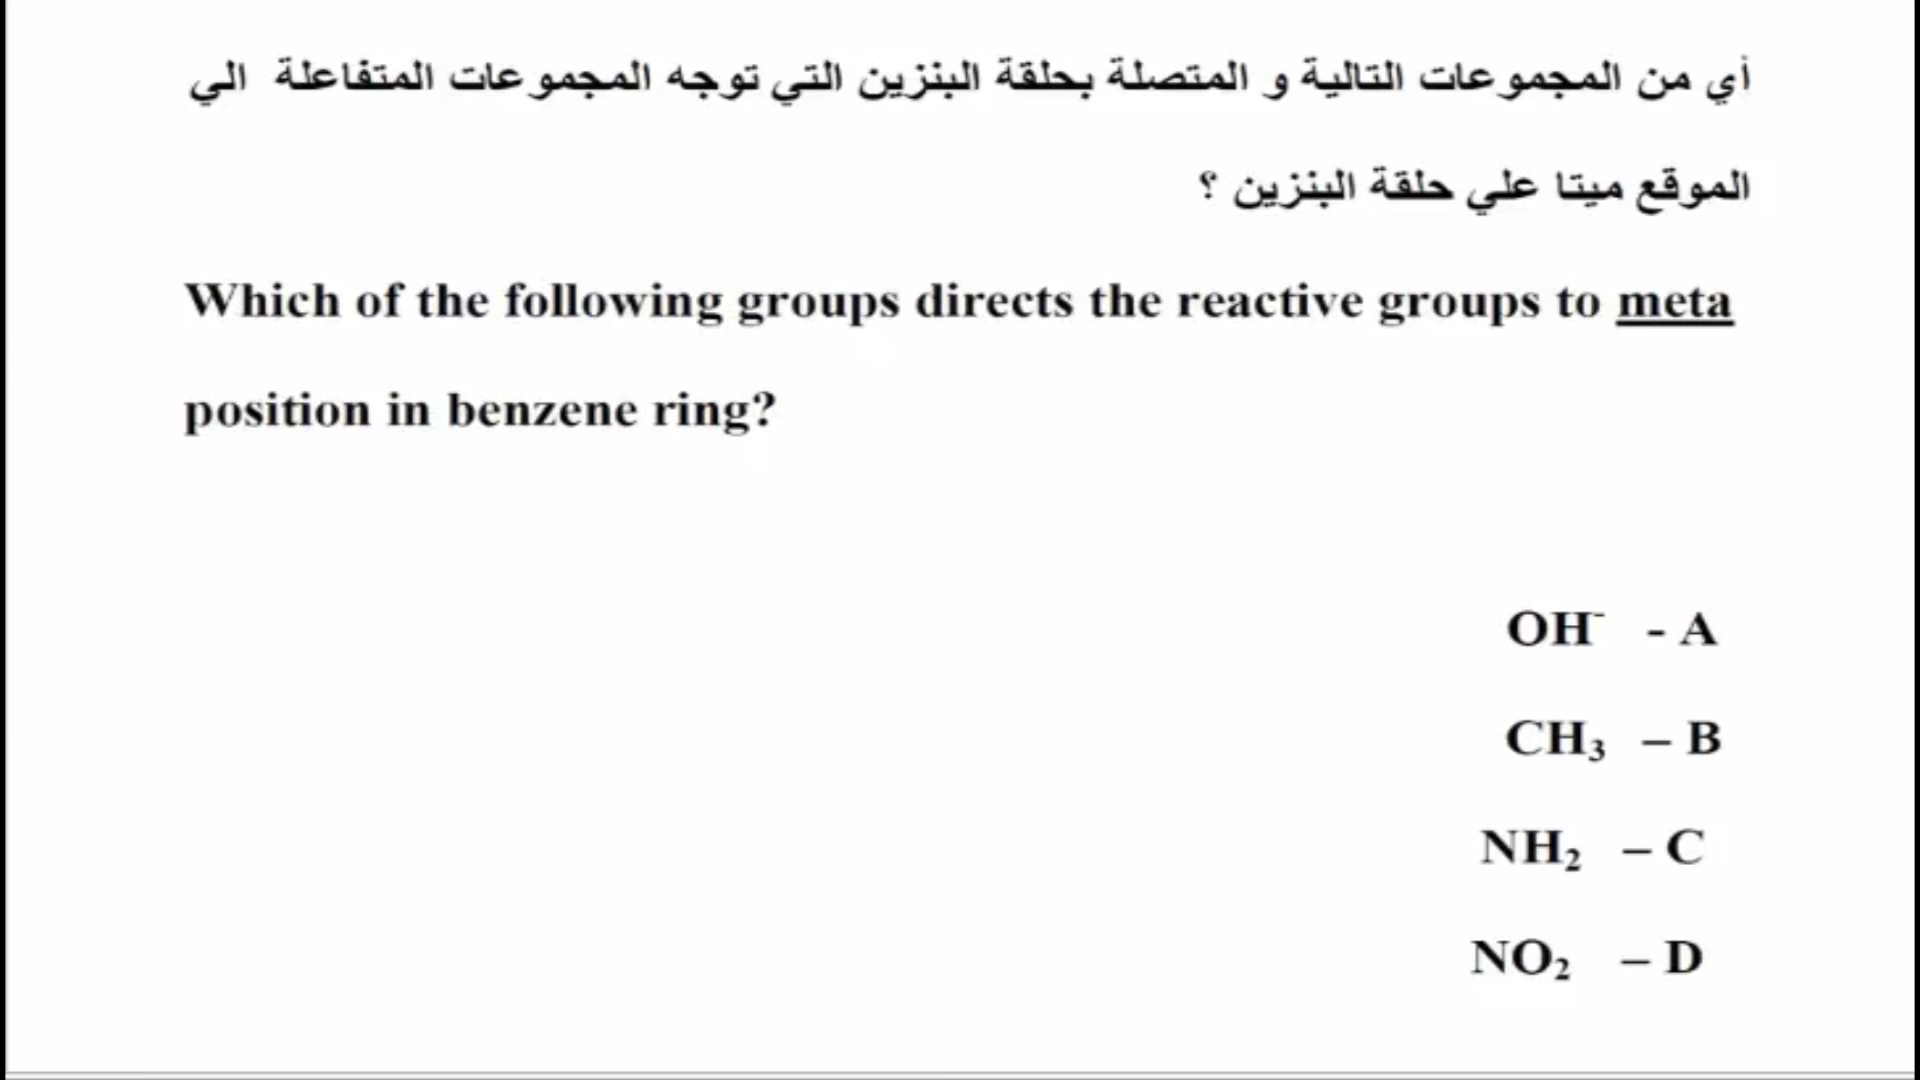 أي من المجموعات التالية و المتصلة بحلقة البنزين التي توجه المجموعات المتفاعلة الي
الموقع ميتا علي حلقة البنزين ؟
Which of the following groups directs the reactive groups to meta
position in benzene ring?
OH⁻ - A
CH₃ – B
NH₂ – C
NO₂ – D